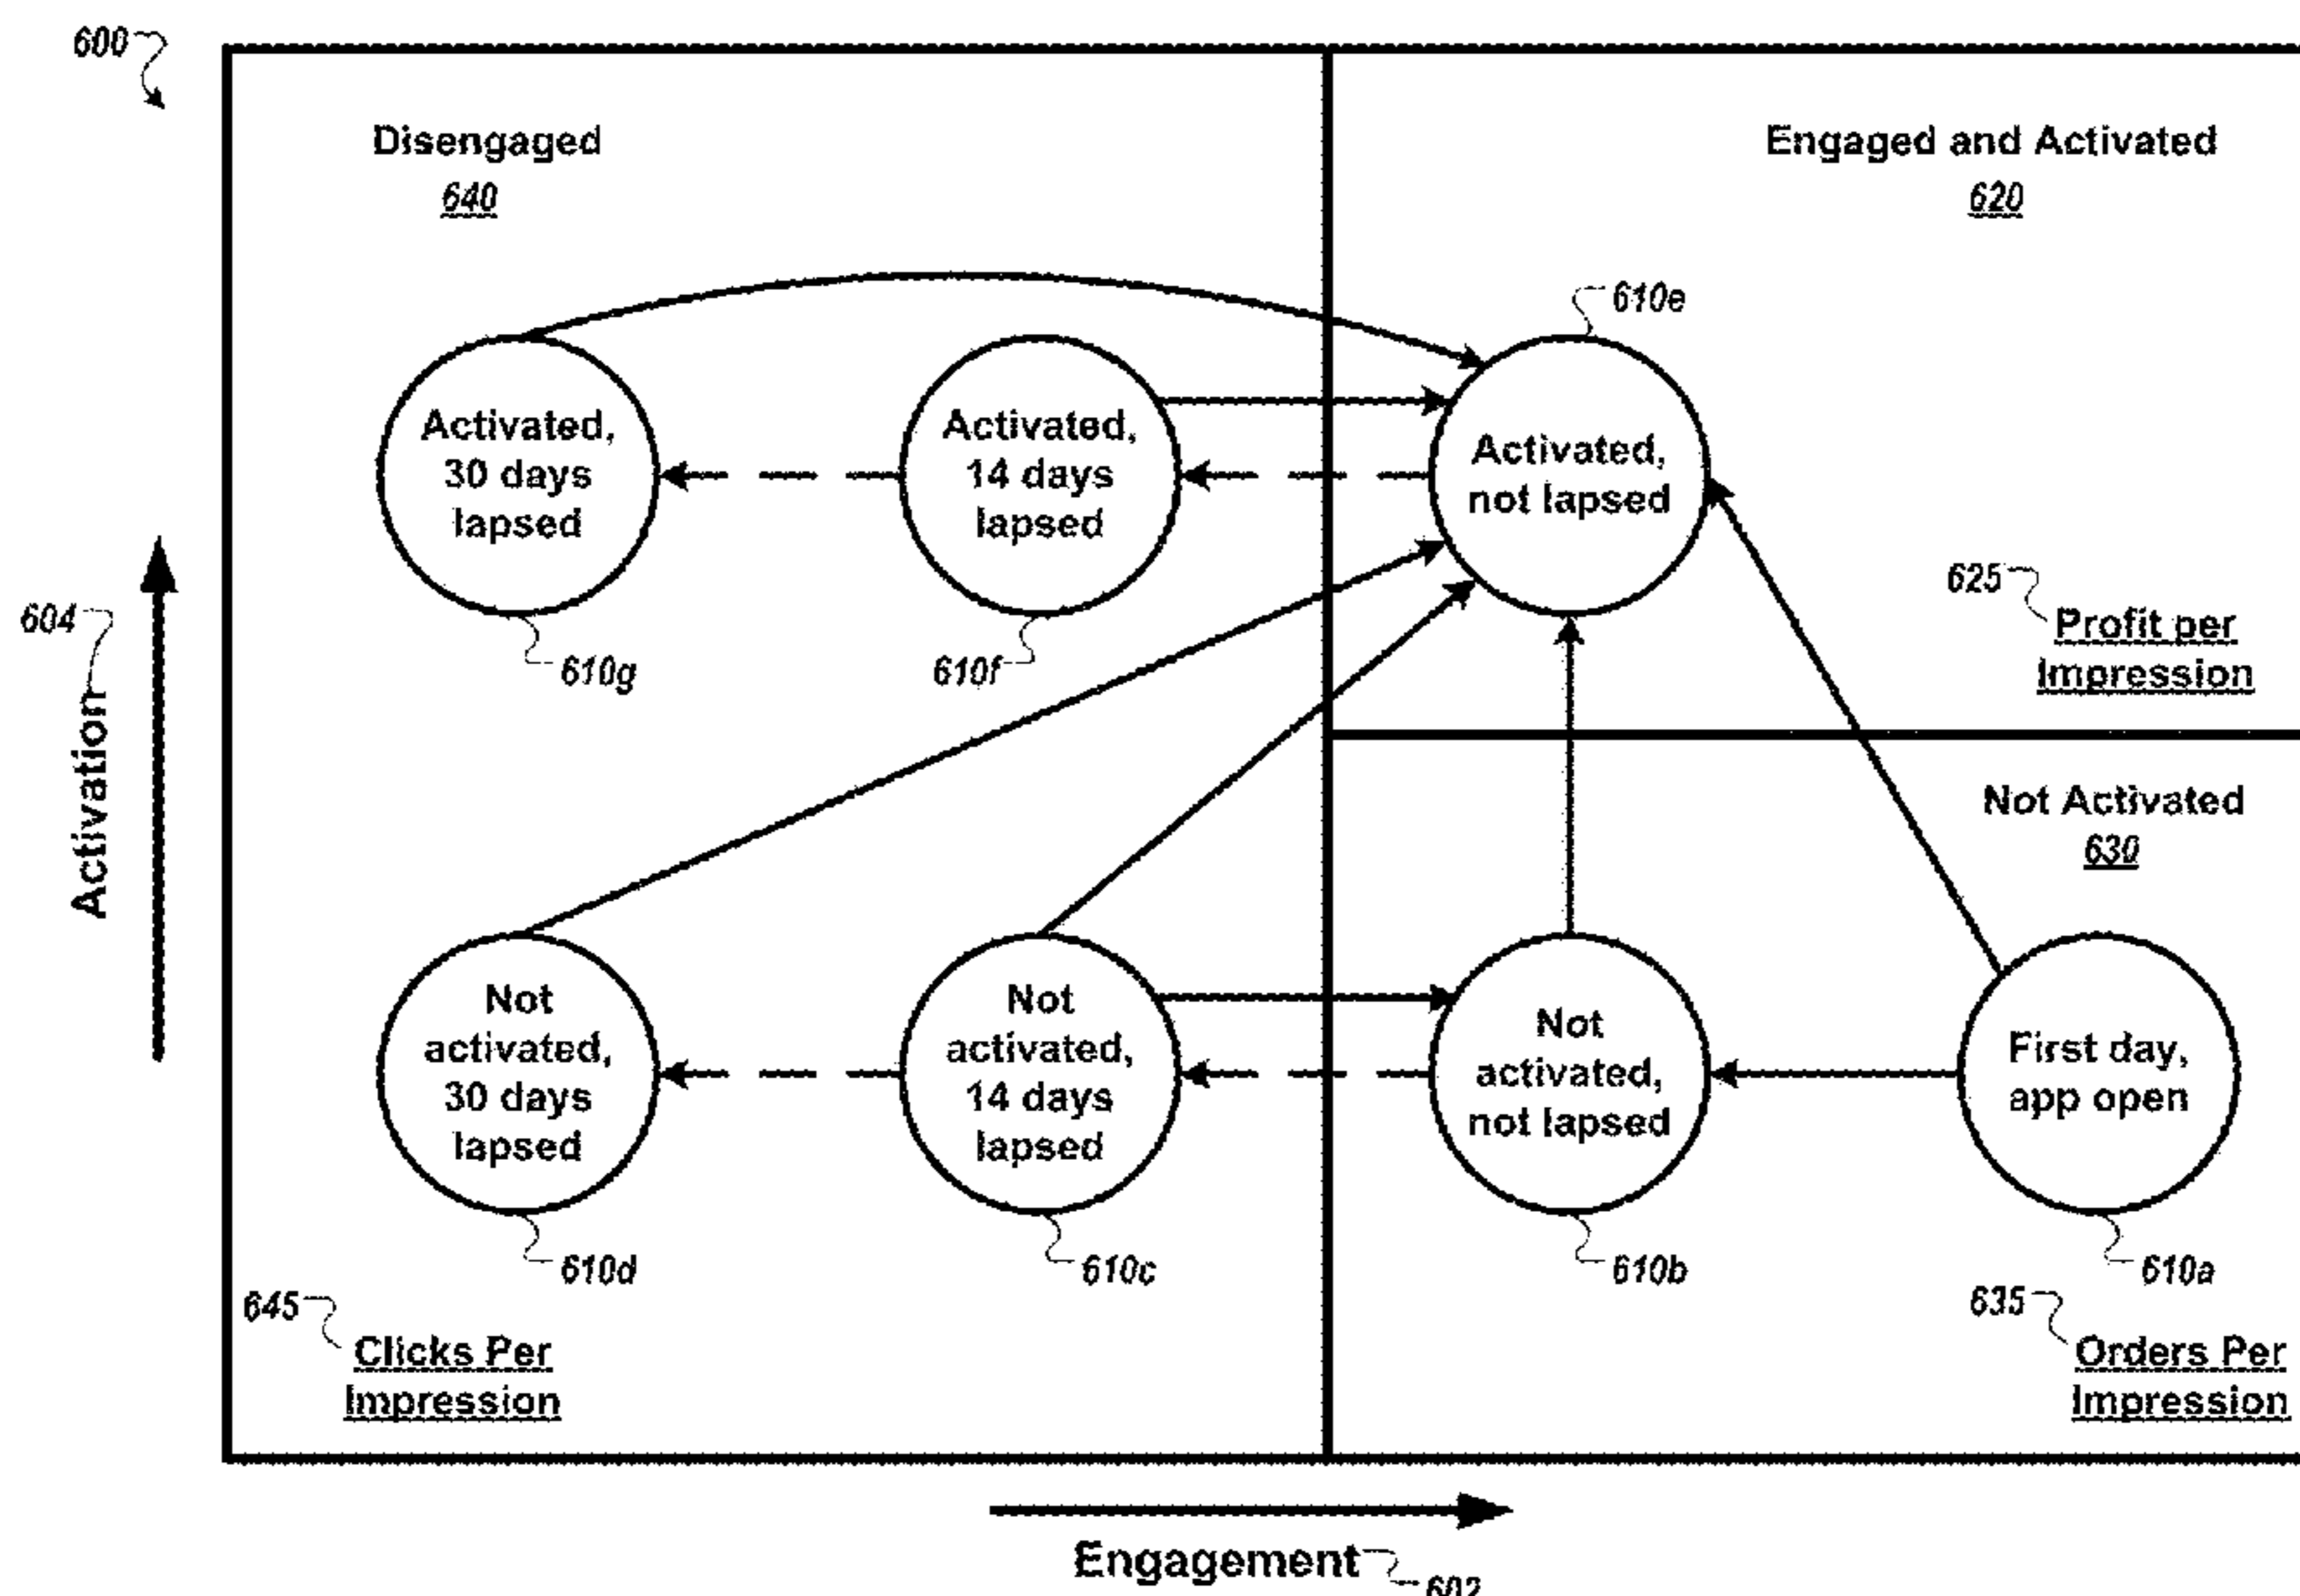 600
Disengaged
640
Engaged and Activated
620
610e
Activated,
30 days
lapsed
Activated,
14 days
lapsed
Activated,
not lapsed
610g
610f
625
Profit per
Impression
604
Activation
Not Activated
630
Not
activated,
30 days
lapsed
Not
activated,
14 days
lapsed
Not
activated,
not lapsed
First day,
app open
610d
610c
610b
610a
645
Clicks Per
Impression
635
Orders Per
Impression
Engagement
602